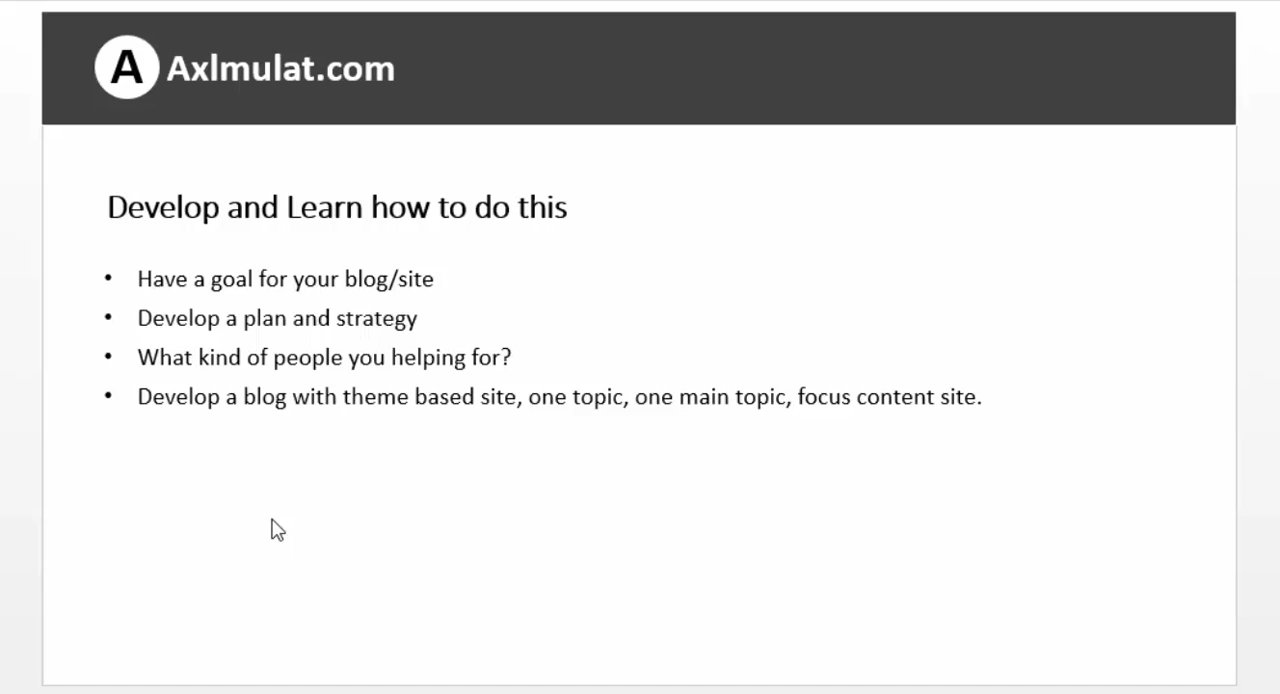 A Axlmulat.com
Develop and Learn how to do this
• Have a goal for your blog/site
• Develop a plan and strategy
• What kind of people you helping for?
• Develop a blog with theme based site, one topic, one main topic, focus content site.